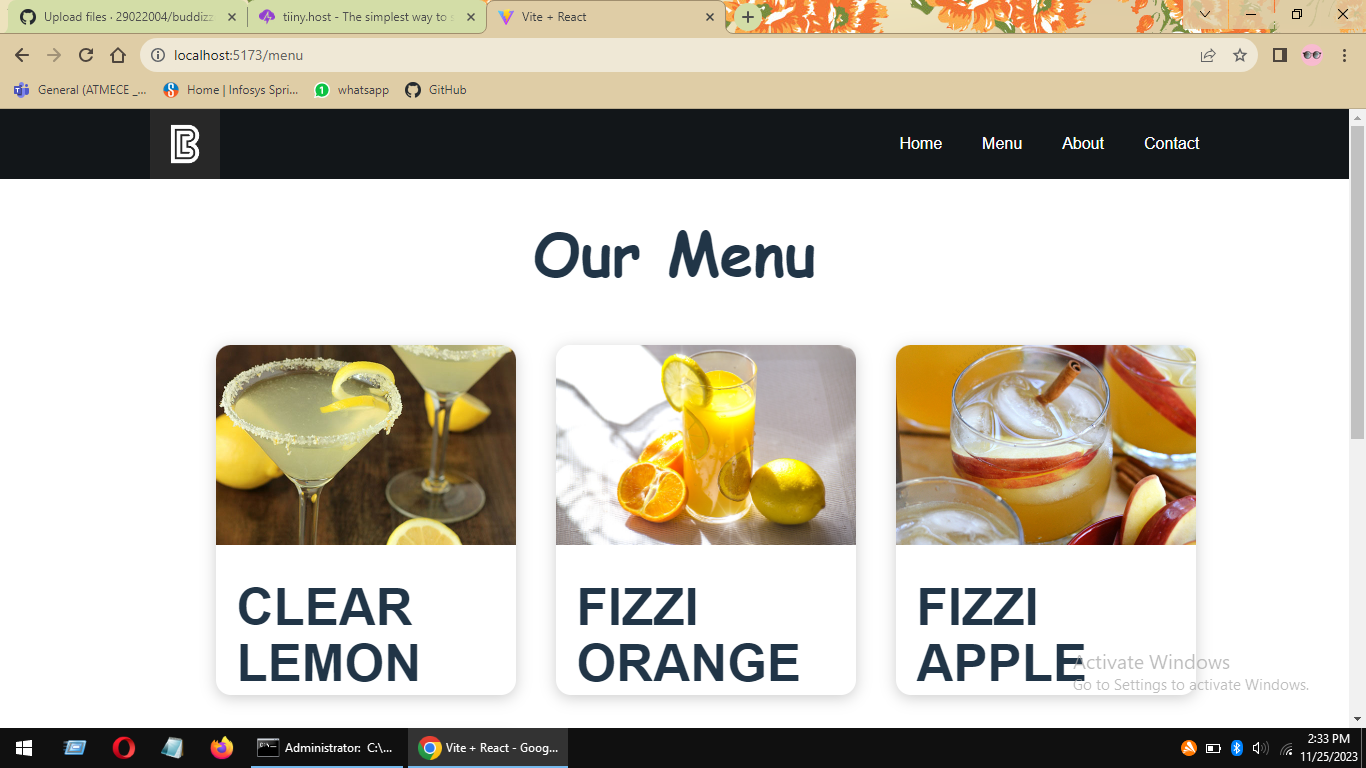 Upload files · 29022004/buddizz
tiiny.host - The simplest way to s
Vite + React
localhost:5173/menu
General (ATMECE _...
Home | Infosys Spri...
1
whatsapp
GitHub
B
Home
Menu
About
Contact
Our Menu
CLEAR
LEMON
FIZZI
ORANGE
FIZZI
APPLE
Activate Windows
Go to Settings to activate Windows.
Administrator: C:\...
Vite + React - Goog...
2:33 PM
11/25/2023